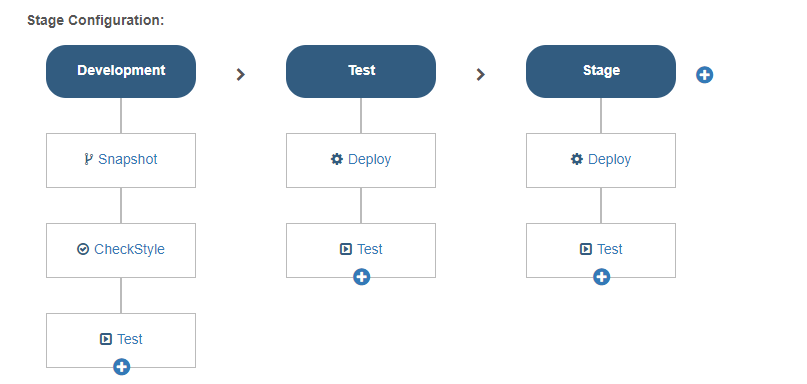 Stage Configuration:
Development
Test
Stage
Snapshot
Deploy
Deploy
CheckStyle
Test
Test
Test